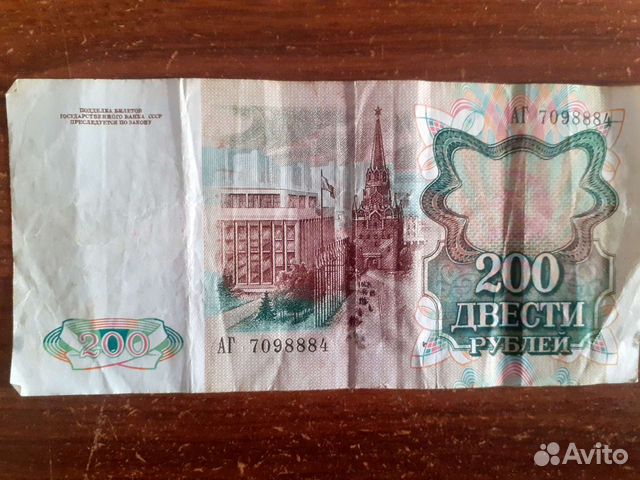 ПОДДЕЛКА БИЛЕТОВ
ГОСУДАРСТВЕННОГО БАНКА СССР
ПРЕСЛЕДУЕТСЯ ПО ЗАКОНУ
АГ 7098884
200
ДВЕСТИ
РУБЛЕЙ
200
АГ 7098884
Avito